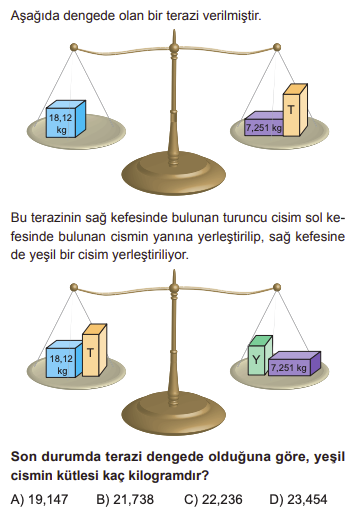 Aşağıda dengede olan bir terazi verilmiştir.
18,12
kg
7,251 kg
T
Bu terazinin sağ kefesinde bulunan turuncu cisim sol ke-
fesinde bulunan cismin yanına yerleştirilip, sağ kefesine
de yeşil bir cisim yerleştiriliyor.
18,12
kg
T
Y
7,251 kg
Son durumda terazi dengede olduğuna göre, yeşil
cismin kütlesi kaç kilogramdır?
A) 19,147 B) 21,738 C) 22,236 D) 23,454